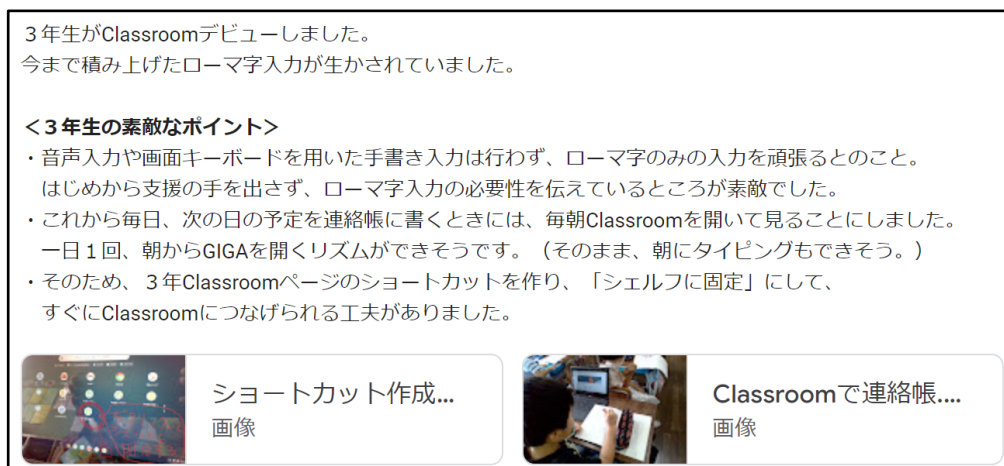 ３年生がClassroomデビューしました。
今まで積み上げたローマ字入力が生かされていました。
＜３年生の素敵なポイント＞
・音声入力や画面キーボードを用いた手書き入力は行わず、ローマ字のみの入力を頑張るとのこと。
はじめから支援の手を出さず、ローマ字入力の必要性を伝えているところが素敵でした。
・これから毎日、次の日の予定を連絡帳に書くときには、毎朝Classroomを開いて見ることにしました。
一日１回、朝からGIGAを開くリズムができそうです。（そのまま、朝にタイピングもできそう。）
・そのため、３年Classroomページのショートカットを作り、「シェルフに固定」にして、
すぐにClassroomにつなげられる工夫がありました。
ショートカット作成...
画像
Classroomで連絡帳....
画像